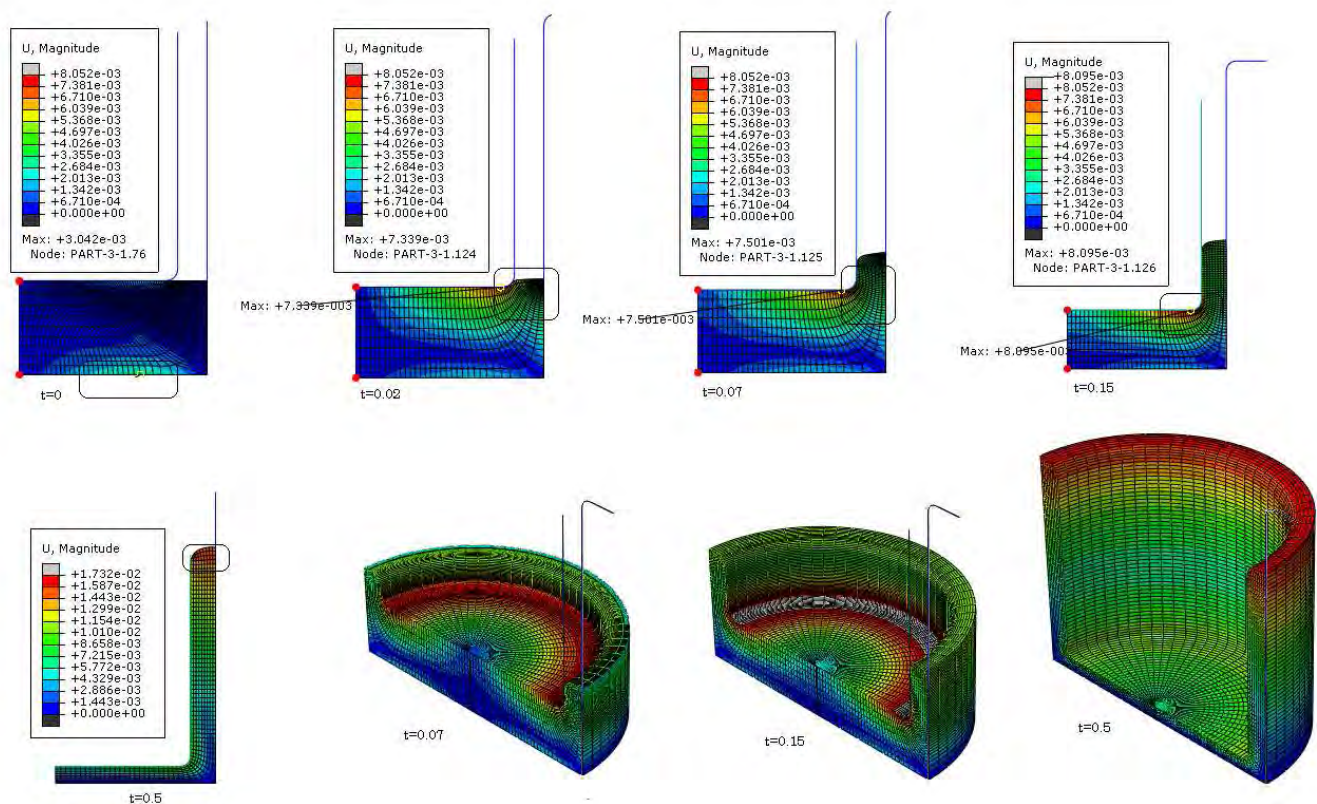 U, Magnitude
+8.052e-03
+7.381e-03
+6.710e-03
+6.039e-03
+5.368e-03
+4.697e-03
+4.026e-03
+3.355e-03
+2.684e-03
+2.013e-03
+1.342e-03
+6.710e-04
+0.000e+00
Max: +3.042e-03
Node: PART-3-1.76
t=0
U, Magnitude
+8.052e-03
+7.381e-03
+6.710e-03
+6.039e-03
+5.368e-03
+4.697e-03
+4.026e-03
+3.355e-03
+2.684e-03
+2.013e-03
+1.342e-03
+6.710e-04
+0.000e+00
Max: +7.339e-03
Node: PART-3-1.124
Max: +7.339e-003
t=0.02
U, Magnitude
+8.052e-03
+7.381e-03
+6.710e-03
+6.039e-03
+5.368e-03
+4.697e-03
+4.026e-03
+3.355e-03
+2.684e-03
+2.013e-03
+1.342e-03
+6.710e-04
+0.000e+00
Max: +7.501e-03
Node: PART-3-1.125
Max: +7.501e-003
t=0.07
U, Magnitude
+8.095e-03
+8.052e-03
+7.381e-03
+6.710e-03
+6.039e-03
+5.368e-03
+4.697e-03
+4.026e-03
+3.355e-03
+2.684e-03
+2.013e-03
+1.342e-03
+6.710e-04
+0.000e+00
Max: +8.095e-03
Node: PART-3-1.126
Max: +8.095e-003
t=0.15
U, Magnitude
+1.732e-02
+1.587e-02
+1.443e-02
+1.299e-02
+1.154e-02
+1.010e-02
+8.658e-03
+7.215e-03
+5.772e-03
+4.329e-03
+2.886e-03
+1.443e-03
+0.000e+00
t=0.5
t=0.07
t=0.15
t=0.5